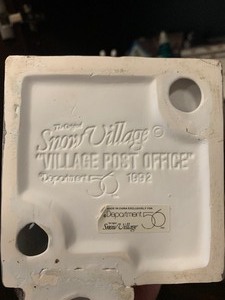 The Original
Snow Village ©
"VILLAGE POST OFFICE"
Department 56 1992
Department 56
Snow Village